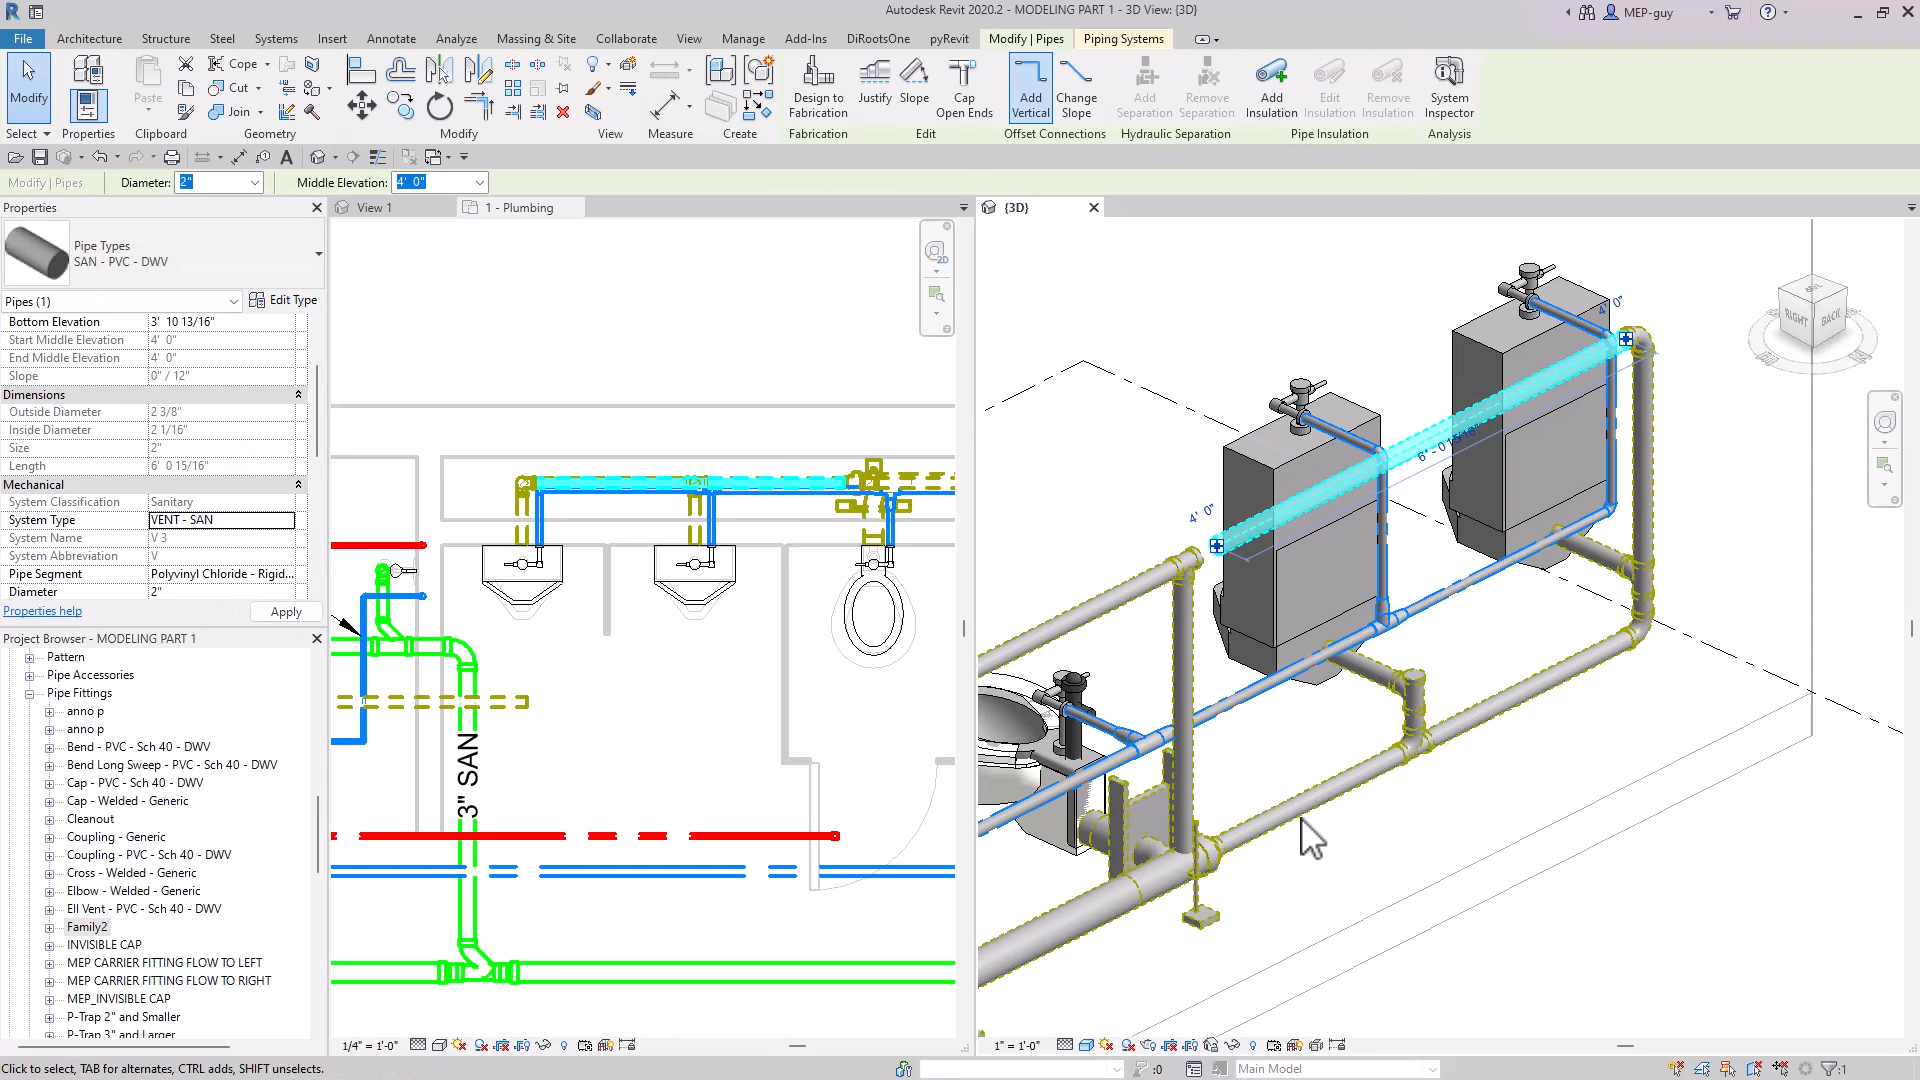 Autodesk Revit 2020.2 - MODELING PART 1 - 3D View: {3D}
MEP-guy
File Architecture Structure Steel Systems Insert Annotate Analyze Massing & Site Collaborate View Manage Add-Ins DiRootsOne pyRevit Modify | Pipes Piping Systems
Modify
Paste
Cope
Cut
Join
Design to Fabrication
Justify
Slope
Cap Open Ends
Add Vertical
Change Slope
Add Separation
Remove Separation
Add Insulation
Edit Insulation
Remove Insulation
System Inspector
Select Properties Clipboard Geometry Modify View Measure Create Fabrication Edit Offset Connections Hydraulic Separation Pipe Insulation Analysis
Modify | Pipes Diameter: 2" Middle Elevation: 4' 0"
Properties
Pipe Types
SAN - PVC - DWV
Pipes (1) Edit Type
Bottom Elevation 3' 10 13/16"
Start Middle Elevation 4' 0"
End Middle Elevation 4' 0"
Slope 0" / 12"
Dimensions
Outside Diameter 2 3/8"
Inside Diameter 2 1/16"
Size 2"
Length 6' 0 15/16"
Mechanical
System Classification Sanitary
System Type VENT - SAN
System Name V 3
System Abbreviation V
Pipe Segment Polyvinyl Chloride - Rigid...
Diameter 2"
Properties help Apply
Project Browser - MODELING PART 1
Pattern
Pipe Accessories
Pipe Fittings
anno p
anno p
Bend - PVC - Sch 40 - DWV
Bend Long Sweep - PVC - Sch 40 - DWV
Cap - PVC - Sch 40 - DWV
Cap - Welded - Generic
Cleanout
Coupling - Generic
Coupling - PVC - Sch 40 - DWV
Cross - Welded - Generic
Elbow - Welded - Generic
Ell Vent - PVC - Sch 40 - DWV
Family2
INVISIBLE CAP
MEP CARRIER FITTING FLOW TO LEFT
MEP CARRIER FITTING FLOW TO RIGHT
MEP_INVISIBLE CAP
P-Trap 2" and Smaller
P-Trap 3" and Larger
View 1 1 - Plumbing
2D
3" SAN
1/4" = 1'-0"
{3D}
TOP
RIGHT
BACK
4' 0"
6' - 0 15/16"
4' 0"
1" = 1'-0"
Click to select, TAB for alternates, CTRL adds, SHIFT unselects.
:0
Main Model
:1